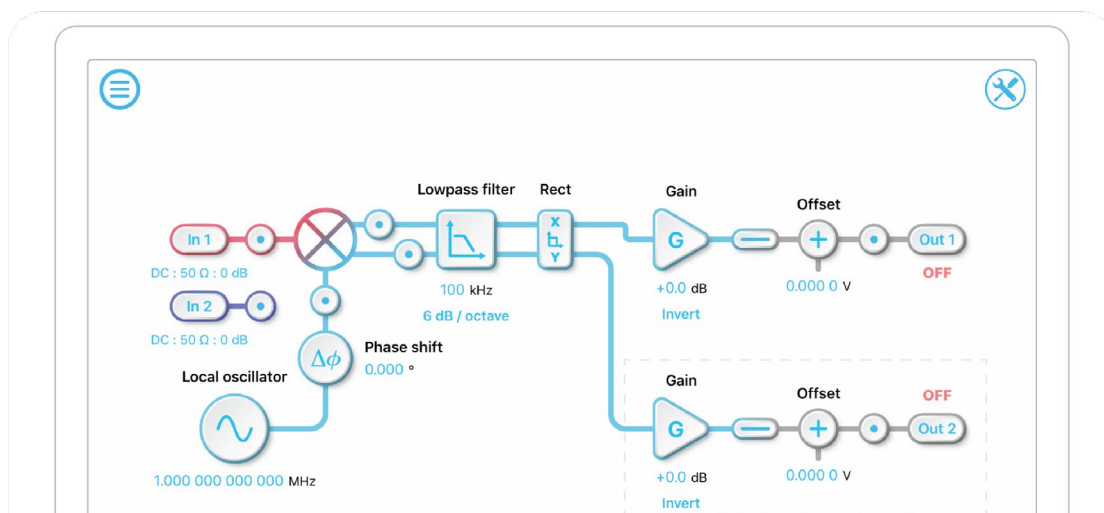 Lowpass filter
Rect
Gain
Offset
In 1
X
Y
G
Out 1
DC : 50 Ω : 0 dB
OFF
100 kHz
+0.0 dB
0.000 0 V
In 2
6 dB / octave
Invert
DC : 50 Ω : 0 dB
Δϕ
Phase shift
0.000 °
Local oscillator
Gain
Offset
OFF
G
Out 2
1.000 000 000 000 MHz
+0.0 dB
0.000 0 V
Invert